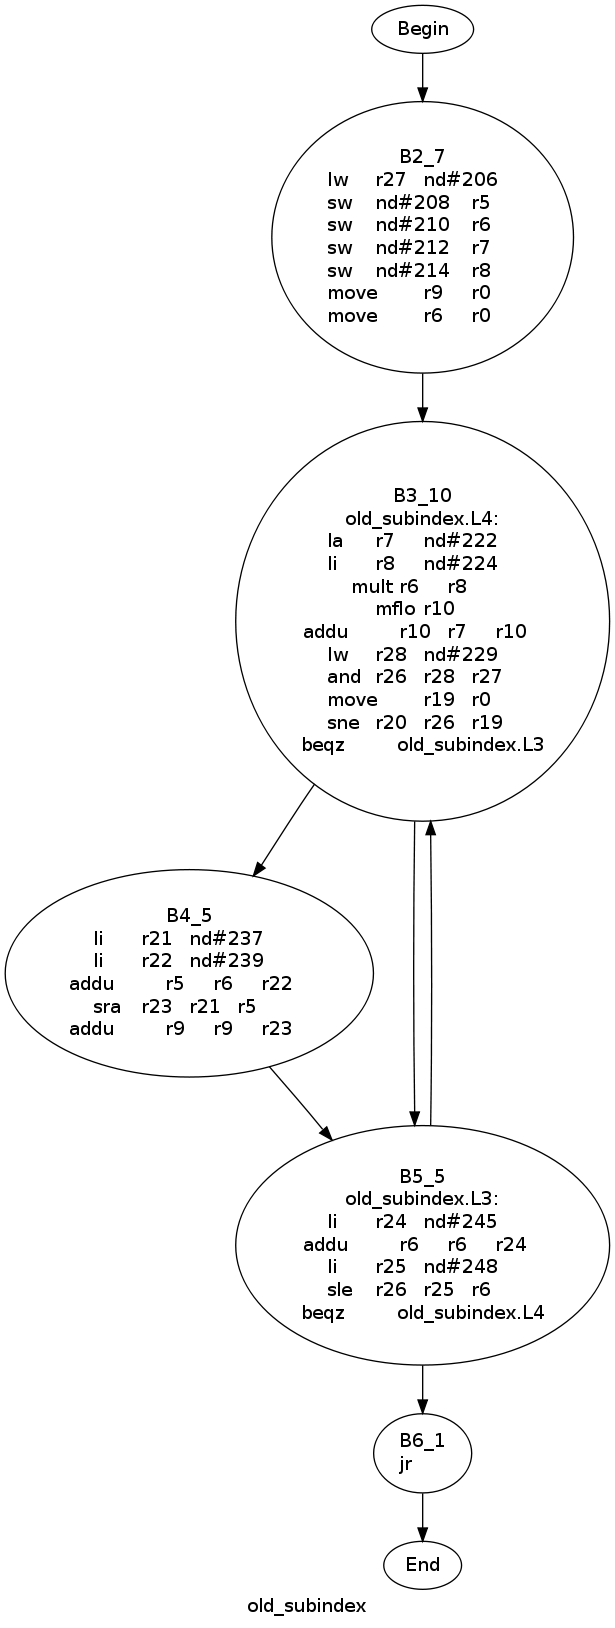 Begin
B2_7
lw r27 nd#206
sw nd#208 r5
sw nd#210 r6
sw nd#212 r7
sw nd#214 r8
move r9 r0
move r6 r0
B3_10
old_subindex.L4:
la r7 nd#222
li r8 nd#224
mult r6 r8
mflo r10
addu r10 r7 r10
lw r28 nd#229
and r26 r28 r27
move r19 r0
sne r20 r26 r19
beqz old_subindex.L3
B4_5
li r21 nd#237
li r22 nd#239
addu r5 r6 r22
sra r23 r21 r5
addu r9 r9 r23
B5_5
old_subindex.L3:
li r24 nd#245
addu r6 r6 r24
li r25 nd#248
sle r26 r25 r6
beqz old_subindex.L4
B6_1
jr
End
old_subindex